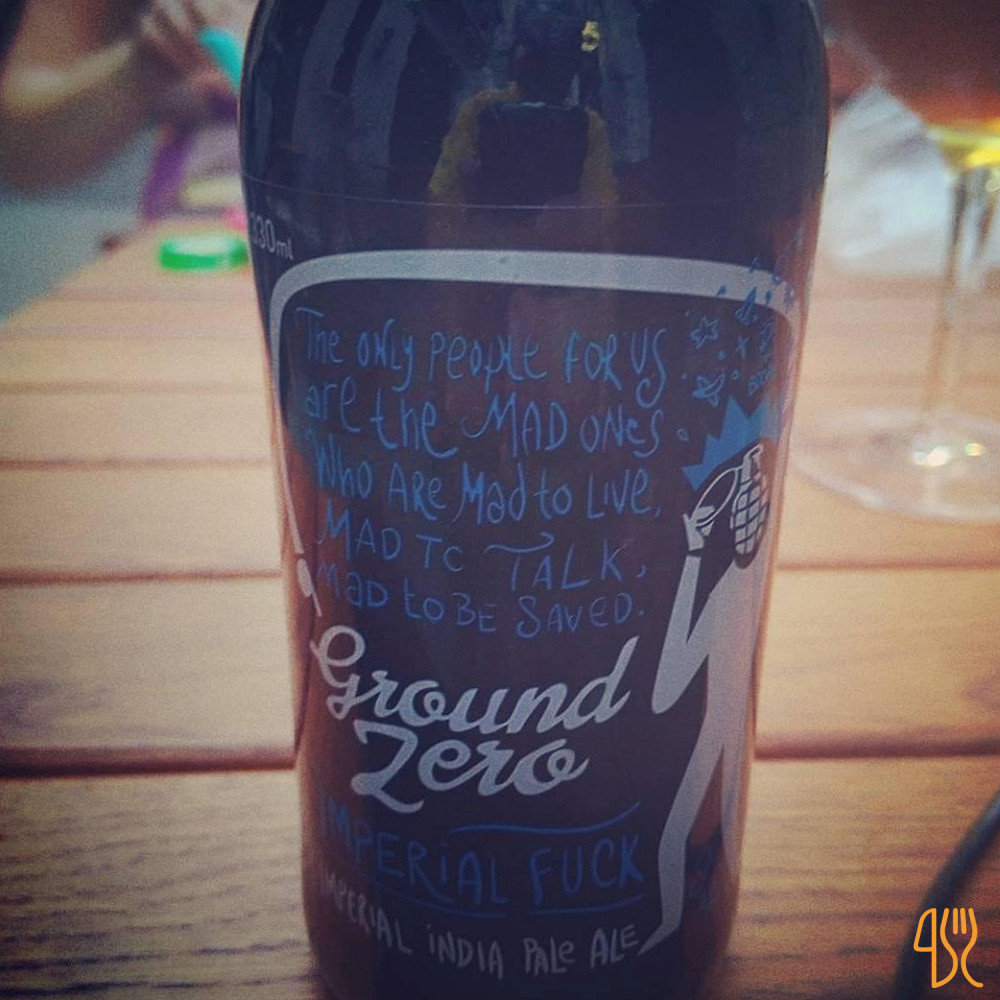 5
330ml
The only people for us
are the MAD ones
Who are Mad to Live,
MAD TO TALK,
mad to BE SAVED.
Ground
Zero
IMPERIAL FUCK
IMPERIAL INDIA PALE ALE